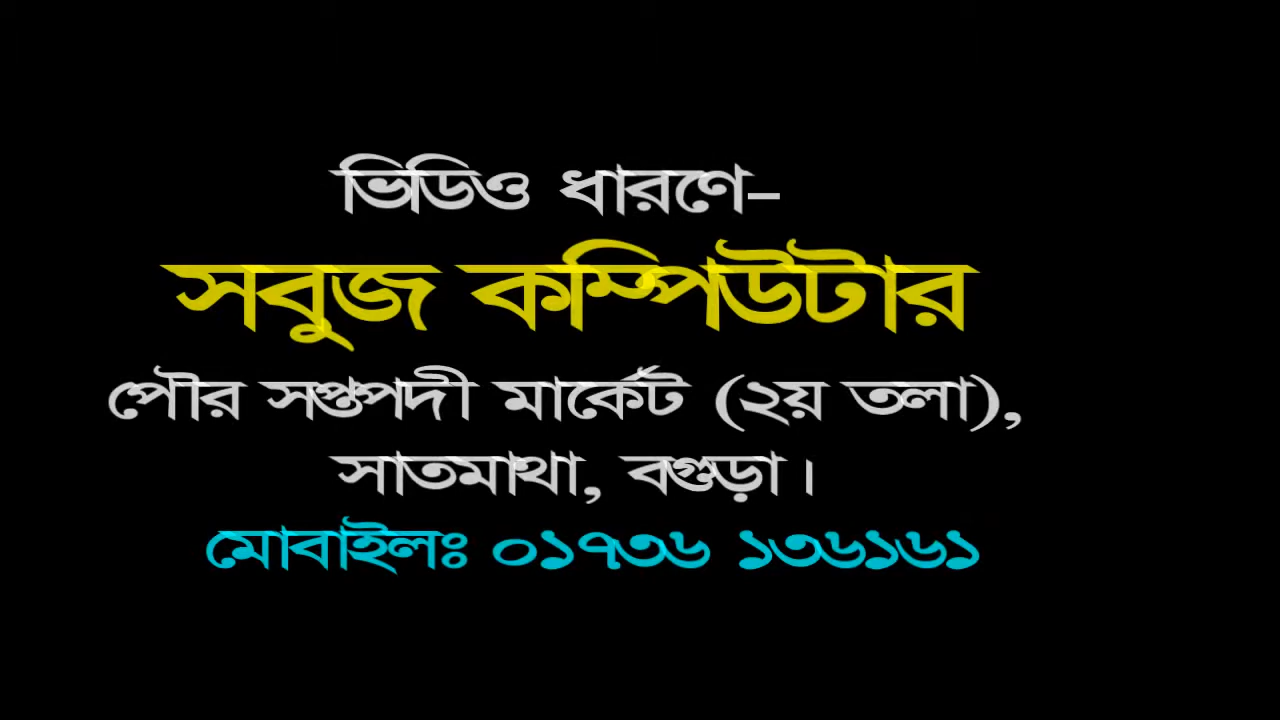 ভিডিও ধারণে-
সবুজ কম্পিউটার
পৌর সপ্তপদী মার্কেট (২য় তলা),
সাতমাথা, বগুড়া।
মোবাইলঃ ০১৭৩৬ ১৩৬১৬১